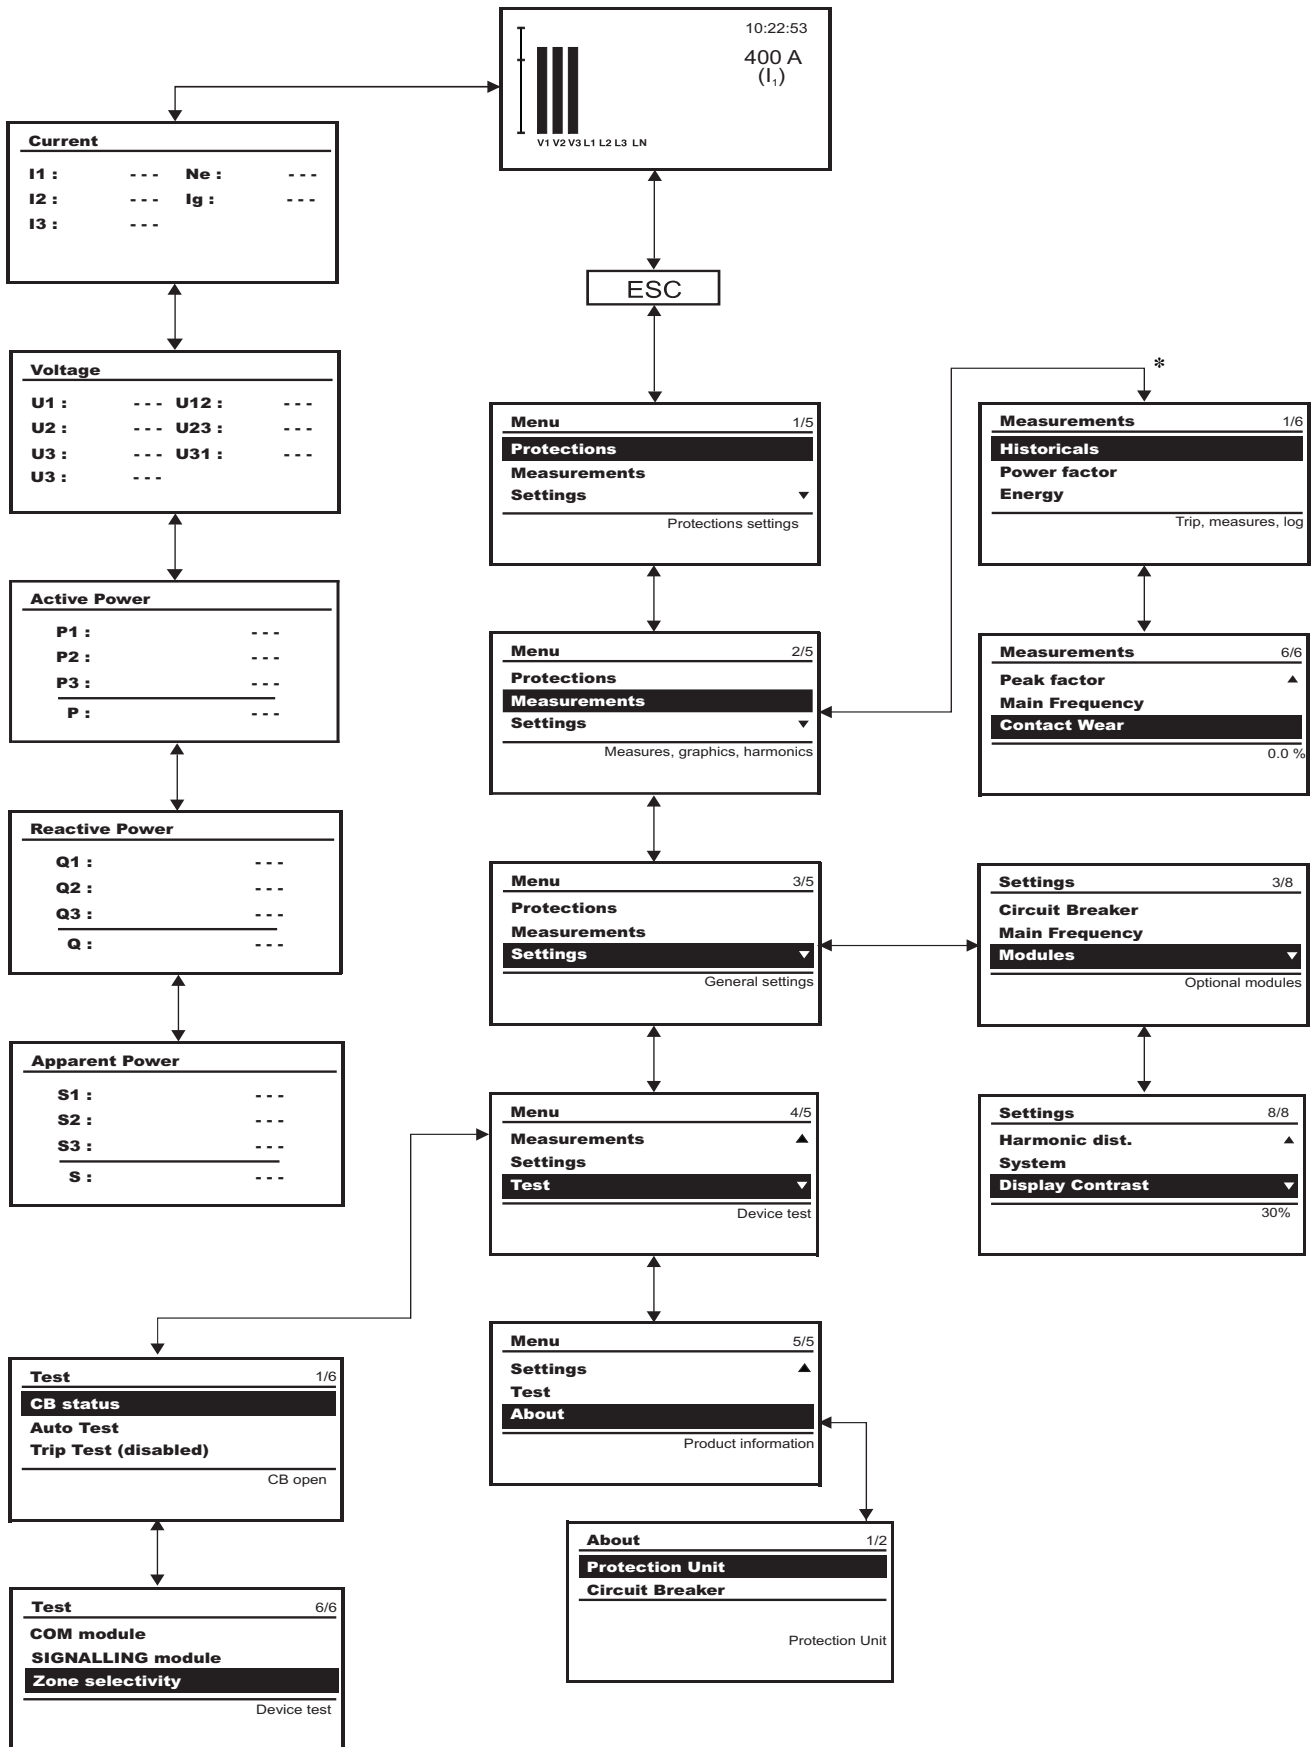 10:22:53
400 A
(I1)
V1 V2 V3 L1 L2 L3 LN
Current
I1 : - - - Ne : - - -
I2 : - - - Ig : - - -
I3 : - - -
ESC
Voltage
U1 : - - - U12 : - - -
U2 : - - - U23 : - - -
U3 : - - - U31 : - - -
U3 : - - -
Active Power
P1 : - - -
P2 : - - -
P3 : - - -
P : - - -
Reactive Power
Q1 : - - -
Q2 : - - -
Q3 : - - -
Q : - - -
Apparent Power
S1 : - - -
S2 : - - -
S3 : - - -
S : - - -
Menu 1/5
Protections
Measurements
Settings ▼
Protections settings
Menu 2/5
Protections
Measurements
Settings ▼
Measures, graphics, harmonics
*
Measurements 1/6
Historicals
Power factor
Energy
Trip, measures, log
Measurements 6/6
Peak factor ▲
Main Frequency
Contact Wear
0.0 %
Menu 3/5
Protections
Measurements
Settings ▼
General settings
Settings 3/8
Circuit Breaker
Main Frequency
Modules ▼
Optional modules
Settings 8/8
Harmonic dist. ▲
System
Display Contrast ▼
30%
Menu 4/5
Measurements ▲
Settings
Test ▼
Device test
Test 1/6
CB status
Auto Test
Trip Test (disabled)
CB open
Test 6/6
COM module
SIGNALLING module
Zone selectivity
Device test
Menu 5/5
Settings ▲
Test
About
Product information
About 1/2
Protection Unit
Circuit Breaker
Protection Unit